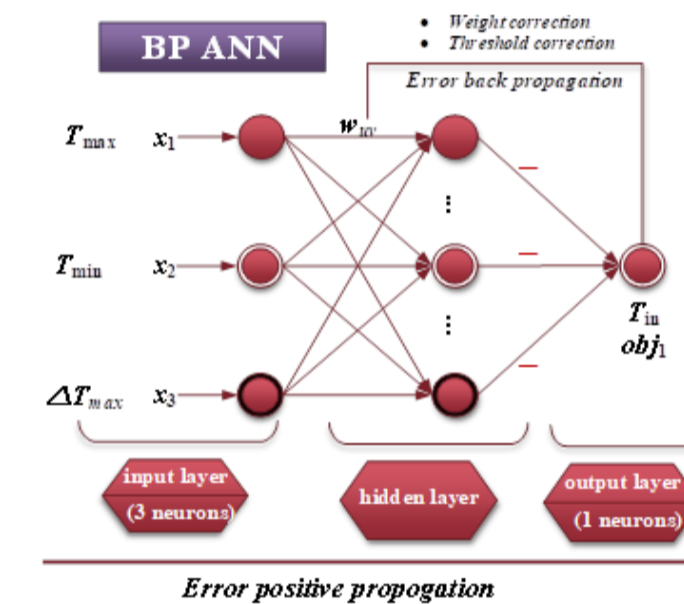 • Weight correction
BP ANN
• Threshold correction
Error back propagation
T max x1
wuv
⋮
T min x2
T in
⋮
obj1
ΔT max x3
input layer
(3 neurons)
hidden layer
output layer
(1 neurons)
Error positive propogation